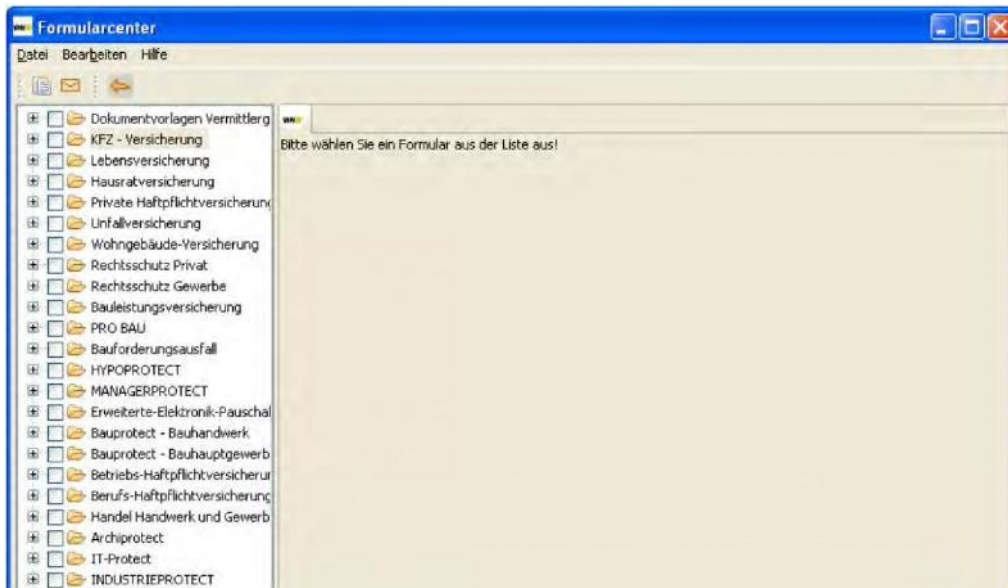 Formularcenter
Datei Bearbeiten Hilfe
Dokumentvorlagen Vermittlerg
KFZ - Versicherung
Lebensversicherung
Hausratversicherung
Private Haftpflichtversicherung
Unfallversicherung
Wohngebäude-Versicherung
Rechtsschutz Privat
Rechtsschutz Gewerbe
Bauleistungsversicherung
PRO BAU
Bauforderungsausfall
HYPOPROTECT
MANAGERPROTECT
Erweiterte-Elektronik-Pauschal
Bauprotect - Bauhandwerk
Bauprotect - Bauhauptgewerb
Betriebs-Haftpflichtversicherun
Berufs-Haftpflichtversicherung
Handel Handwerk und Gewerb
Archiprotect
IT-Protect
INDUSTRIEPROTECT
Bitte wählen Sie ein Formular aus der Liste aus!